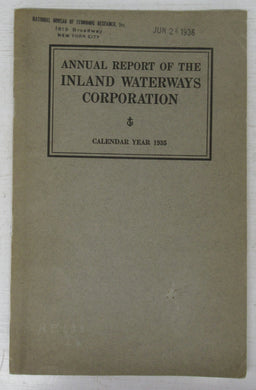 NATIONAL BUREAU OF ECONOMIC RESEARCH, Inc.
1819 Broadway
NEW YORK CITY
JUN 24 1936
ANNUAL REPORT OF THE
INLAND WATERWAYS
CORPORATION
CALENDAR YEAR 1935